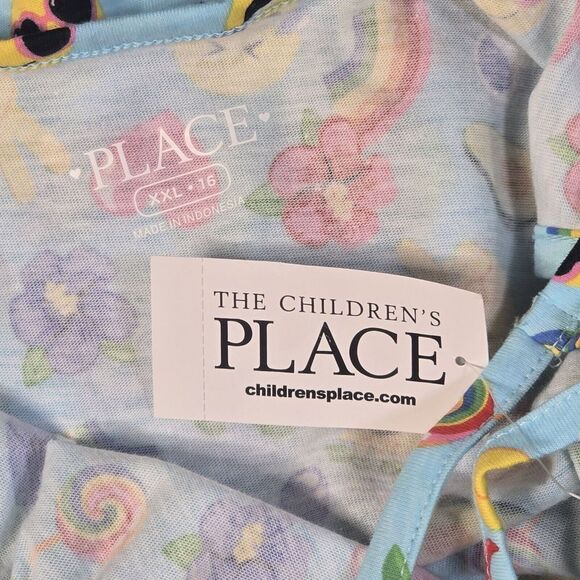 PLACE
XXL • 16
MADE IN INDONESIA
THE CHILDREN'S
PLACE
childrensplace.com